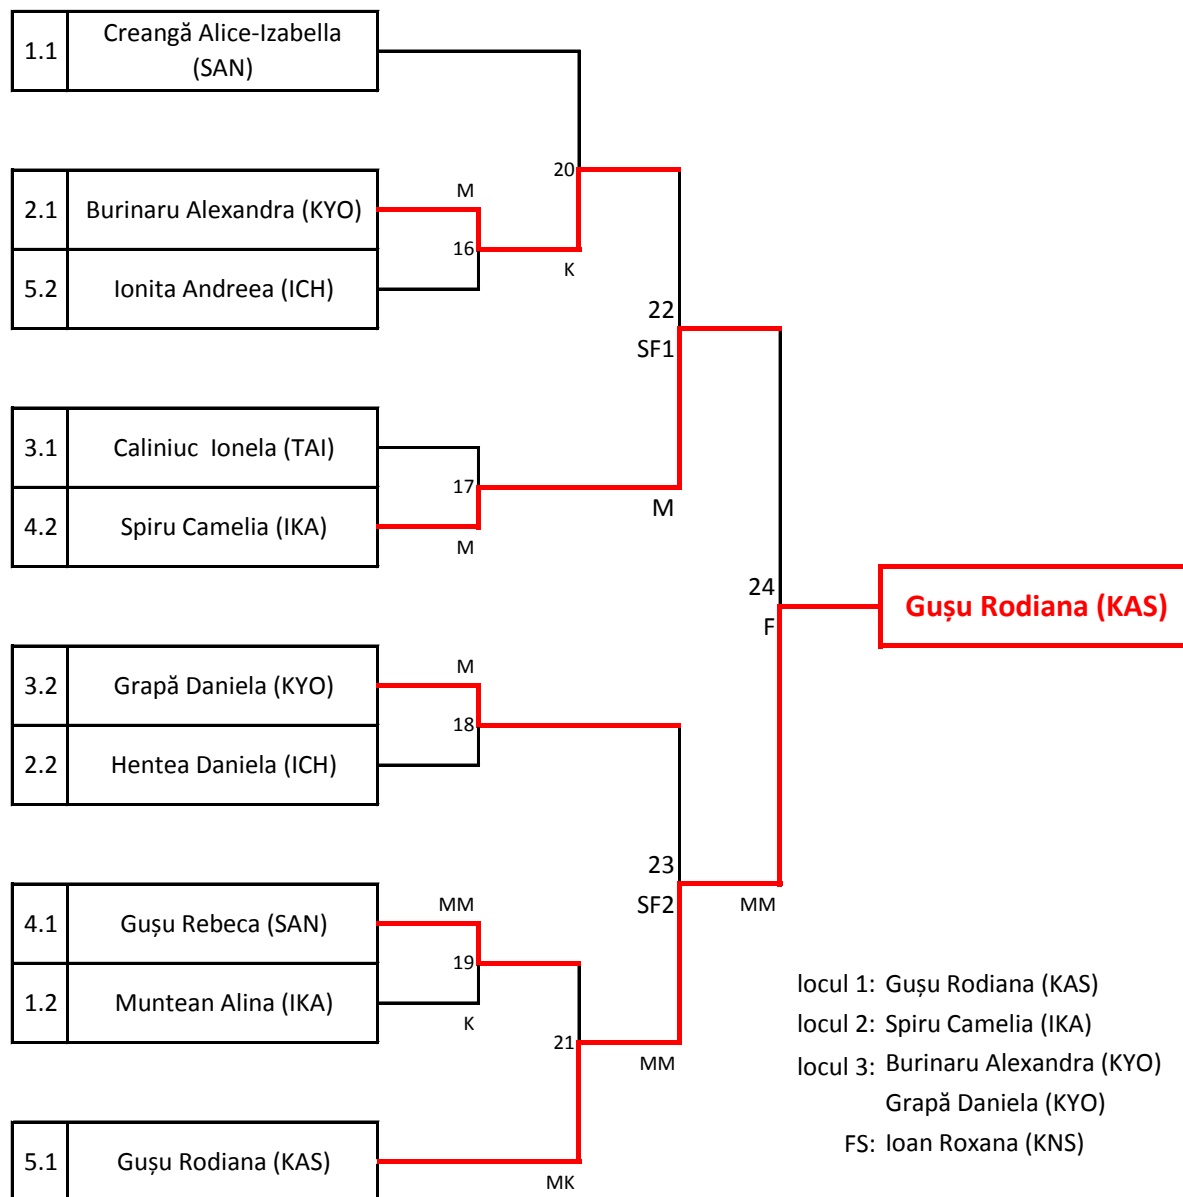 1.1 Creangă Alice-Izabella
(SAN)
20
M
2.1 Burinaru Alexandra (KYO)
16
K
5.2 Ionita Andreea (ICH)
22
SF1
3.1 Caliniuc Ionela (TAI)
17
M
4.2 Spiru Camelia (IKA)
M
24
F
Gușu Rodiana (KAS)
M
3.2 Grapă Daniela (KYO)
18
2.2 Hentea Daniela (ICH)
23
SF2
MM
MM
4.1 Gușu Rebeca (SAN)
19
1.2 Muntean Alina (IKA)
K
21
MM
5.1 Gușu Rodiana (KAS)
MK
locul 1: Gușu Rodiana (KAS)
locul 2: Spiru Camelia (IKA)
locul 3: Burinaru Alexandra (KYO)
Grapă Daniela (KYO)
FS: Ioan Roxana (KNS)